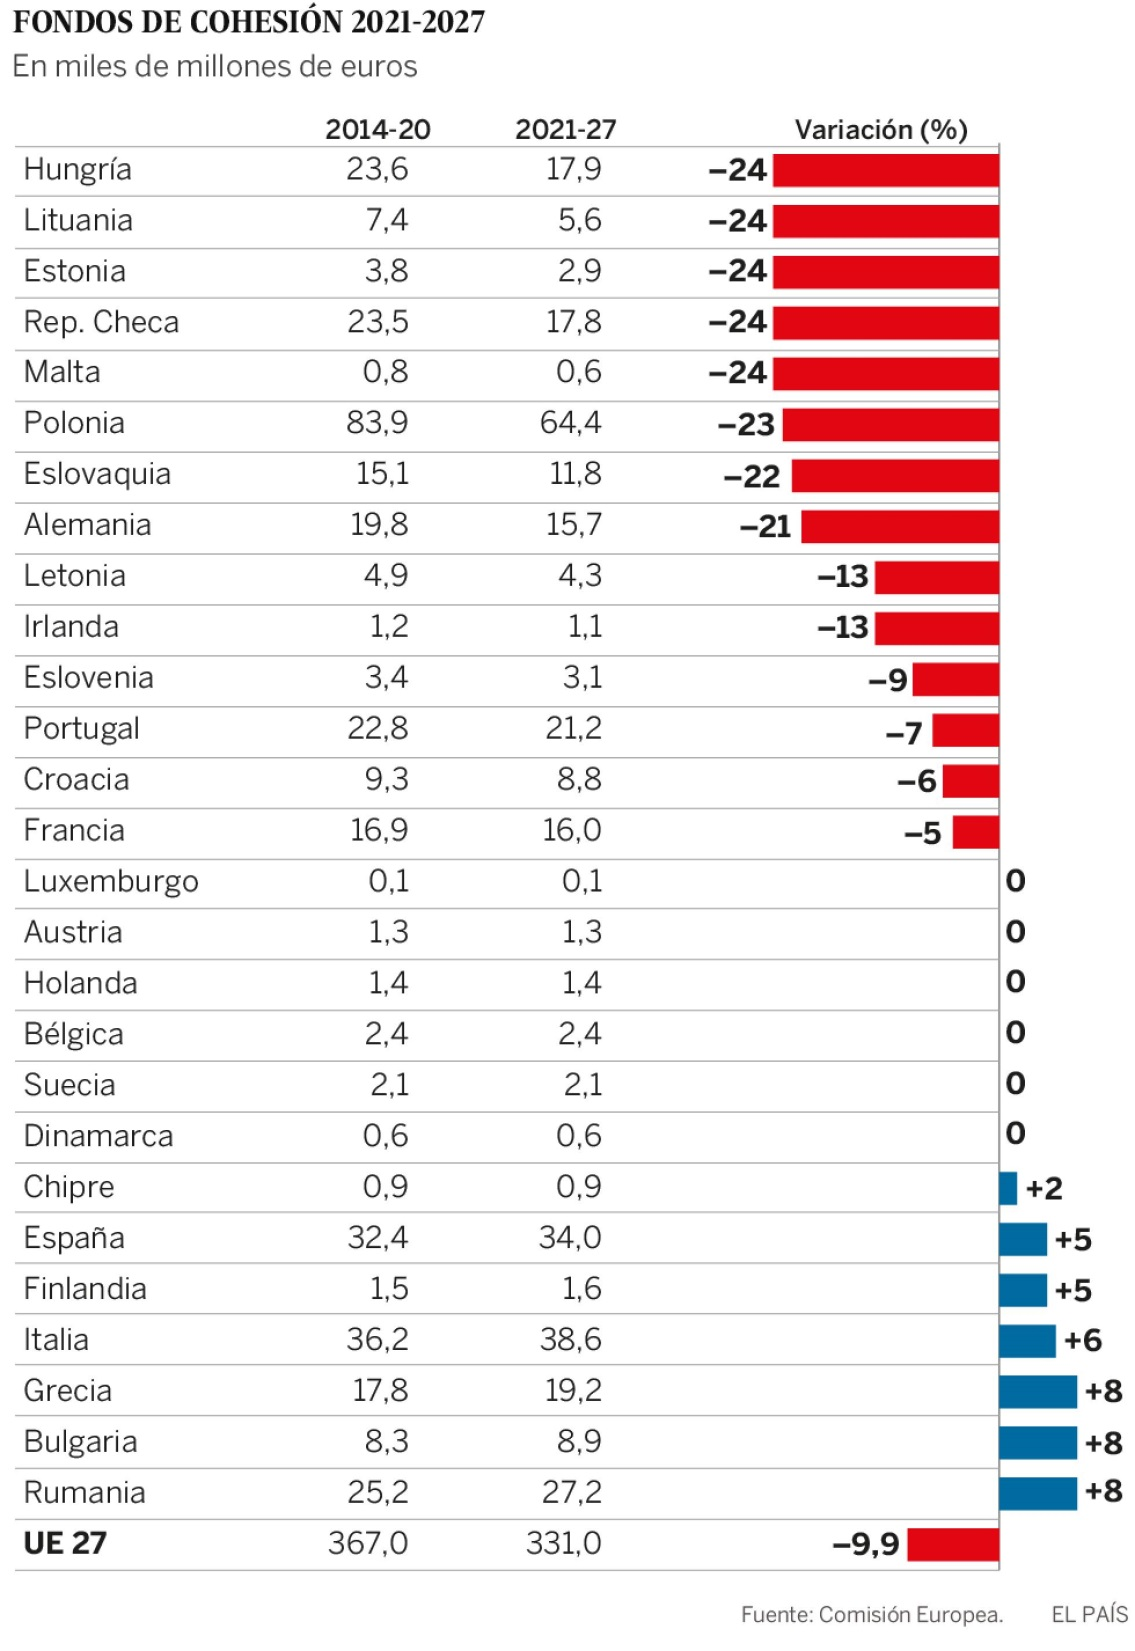 FONDOS DE COHESIÓN 2021-2027
En miles de millones de euros
2014-20 2021-27 Variación (%)
Hungría 23,6 17,9 –24
Lituania 7,4 5,6 –24
Estonia 3,8 2,9 –24
Rep. Checa 23,5 17,8 –24
Malta 0,8 0,6 –24
Polonia 83,9 64,4 –23
Eslovaquia 15,1 11,8 –22
Alemania 19,8 15,7 –21
Letonia 4,9 4,3 –13
Irlanda 1,2 1,1 –13
Eslovenia 3,4 3,1 –9
Portugal 22,8 21,2 –7
Croacia 9,3 8,8 –6
Francia 16,9 16,0 –5
Luxemburgo 0,1 0,1 0
Austria 1,3 1,3 0
Holanda 1,4 1,4 0
Bélgica 2,4 2,4 0
Suecia 2,1 2,1 0
Dinamarca 0,6 0,6 0
Chipre 0,9 0,9 +2
España 32,4 34,0 +5
Finlandia 1,5 1,6 +5
Italia 36,2 38,6 +6
Grecia 17,8 19,2 +8
Bulgaria 8,3 8,9 +8
Rumania 25,2 27,2 +8
UE 27 367,0 331,0 –9,9
Fuente: Comisión Europea. EL PAÍS